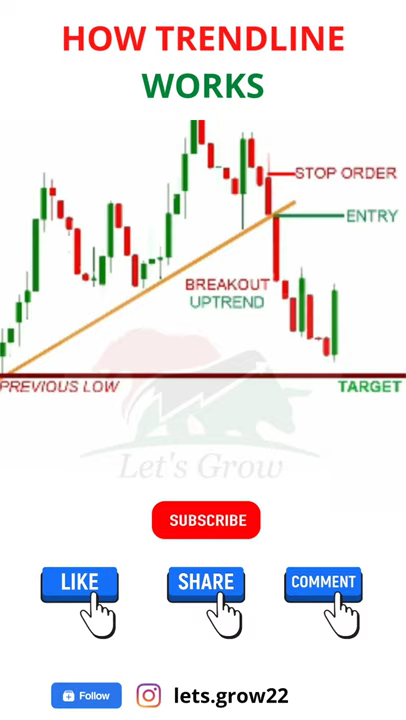 HOW TRENDLINE
WORKS
STOP ORDER
ENTRY
BREAKOUT
UPTREND
PREVIOUS LOW
TARGET
Let's Grow
SUBSCRIBE
LIKE
SHARE
COMMENT
Follow
lets.grow22